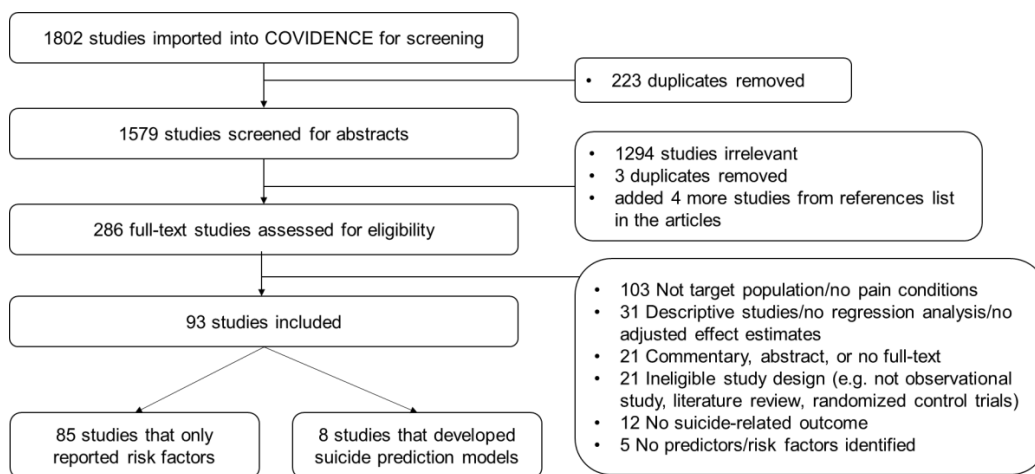 1802 studies imported into COVIDENCE for screening
• 223 duplicates removed
1579 studies screened for abstracts
• 1294 studies irrelevant
• 3 duplicates removed
• added 4 more studies from references list
in the articles
286 full-text studies assessed for eligibility
• 103 Not target population/no pain conditions
• 31 Descriptive studies/no regression analysis/no
adjusted effect estimates
• 21 Commentary, abstract, or no full-text
• 21 Ineligible study design (e.g. not observational
study, literature review, randomized control trials)
• 12 No suicide-related outcome
• 5 No predictors/risk factors identified
93 studies included
85 studies that only
reported risk factors
8 studies that developed
suicide prediction models